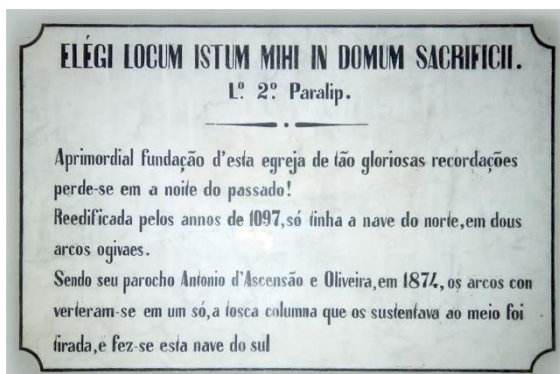 ELÉGI LOCUM ISTUM MIHI IN DOMUM SACRIFICII.
Lº 2º Paralip.
Aprimordial fundação d'esta egreja de tão gloriosas recordações
perde-se em a noite do passado!
Reedificada pelos annos de 1097, só tinha a nave do norte, em dous
arcos ogivaes.
Sendo seu parocho Antonio d'Ascensão e Oliveira, em 1874, os arcos con
verteram-se em um só, a tosca columna que os sustentava ao meio foi
tirada, e fez-se esta nave do sul